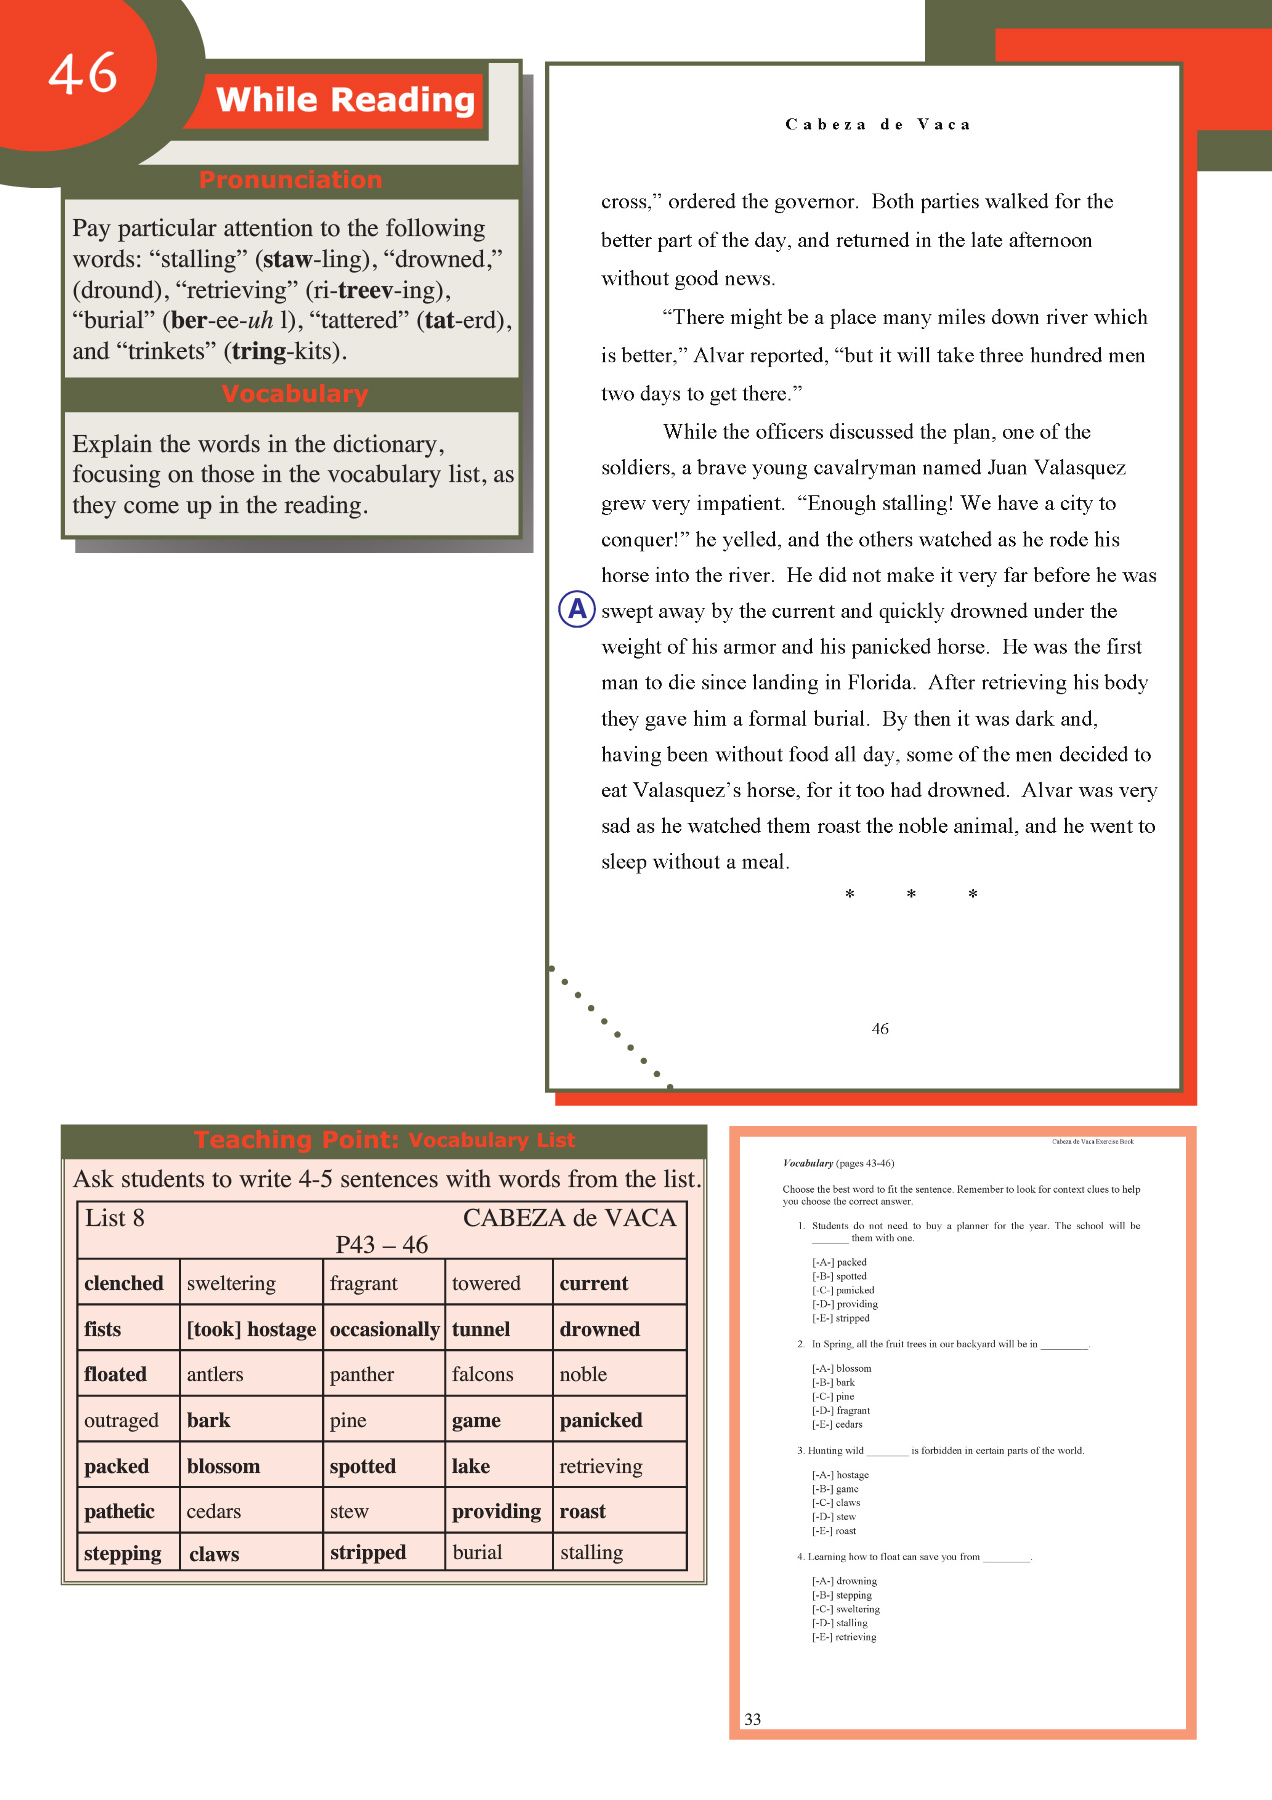 46
While Reading
Pronunciation
Pay particular attention to the following
words: “stalling” (staw-ling), “drowned,”
(dround), “retrieving” (ri-treev-ing),
“burial” (ber-ee-uh l), “tattered” (tat-erd),
and “trinkets” (tring-kits).
Vocabulary
Explain the words in the dictionary,
focusing on those in the vocabulary list, as
they come up in the reading.
Cabeza de Vaca
cross,” ordered the governor.  Both parties walked for the
better part of the day, and returned in the late afternoon
without good news.
“There might be a place many miles down river which
is better,” Alvar reported, “but it will take three hundred men
two days to get there.”
While the officers discussed the plan, one of the
soldiers, a brave young cavalryman named Juan Valasquez
grew very impatient.  “Enough stalling! We have a city to
conquer!” he yelled, and the others watched as he rode his
horse into the river.  He did not make it very far before he was
A swept away by the current and quickly drowned under the
weight of his armor and his panicked horse.  He was the first
man to die since landing in Florida.  After retrieving his body
they gave him a formal burial.  By then it was dark and,
having been without food all day, some of the men decided to
eat Valasquez’s horse, for it too had drowned.  Alvar was very
sad as he watched them roast the noble animal, and he went to
sleep without a meal.
* * *
46
Teaching Point: Vocabulary List
Ask students to write 4-5 sentences with words from the list.
List 8 CABEZA de VACA
P43 – 46
clenched sweltering fragrant towered current
fists [took] hostage occasionally tunnel drowned
floated antlers panther falcons noble
outraged bark pine game panicked
packed blossom spotted lake retrieving
pathetic cedars stew providing roast
stepping claws stripped burial stalling
Cabeza de Vaca Exercise Book
Vocabulary (pages 43-46)
Choose the best word to fit the sentence. Remember to look for context clues to help
you choose the correct answer.
1. Students do not need to buy a planner for the year. The school will be
________ them with one.
[-A-] packed
[-B-] spotted
[-C-] panicked
[-D-] providing
[-E-] stripped
2. In Spring, all the fruit trees in our backyard will be in __________.
[-A-] blossom
[-B-] bark
[-C-] pine
[-D-] fragrant
[-E-] cedars
3. Hunting wild _________ is forbidden in certain parts of the world.
[-A-] hostage
[-B-] game
[-C-] claws
[-D-] stew
[-E-] roast
4. Learning how to float can save you from __________.
[-A-] drowning
[-B-] stepping
[-C-] sweltering
[-D-] stalling
[-E-] retrieving
33